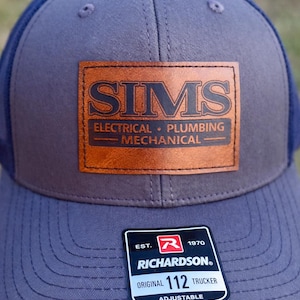 SIMS
ELECTRICAL • PLUMBING
MECHANICAL
EST. R 1970
RICHARDSON®
ORIGINAL 112 TRUCKER
ADJUSTABLE